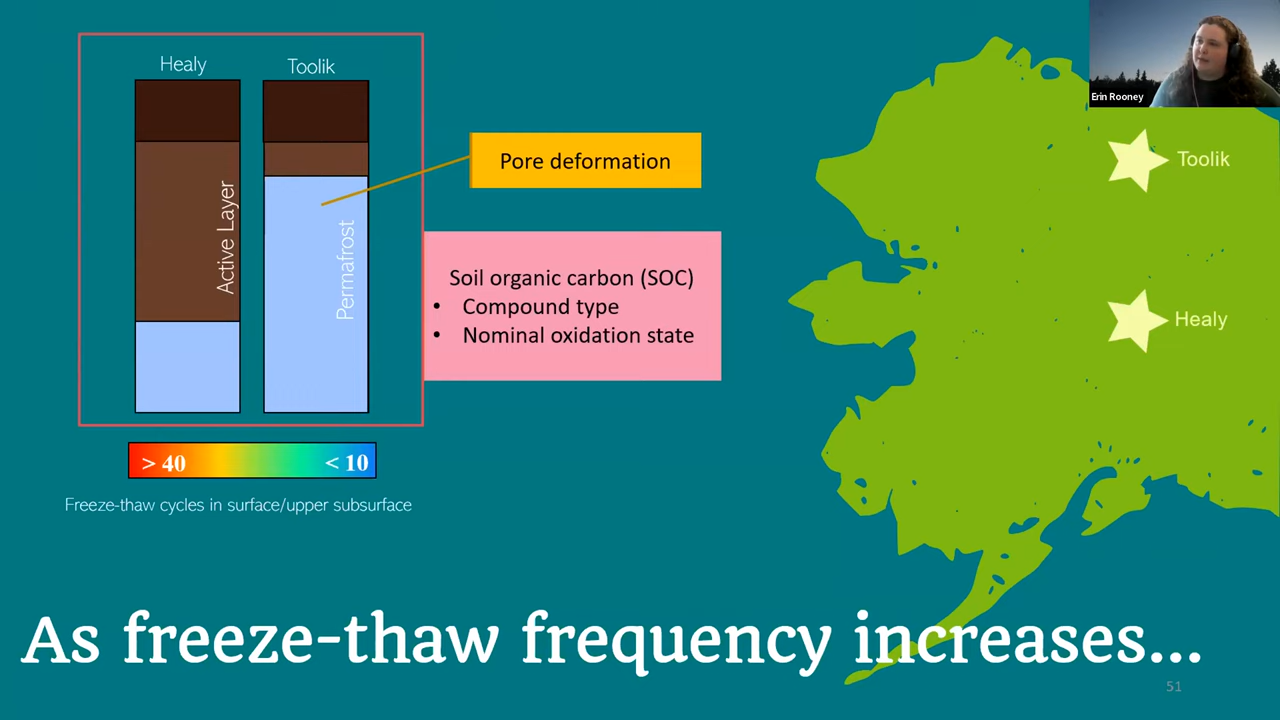 Healy
Toolik
Active Layer
Permafrost
Pore deformation
Soil organic carbon (SOC)
• Compound type
• Nominal oxidation state
> 40
< 10
Freeze-thaw cycles in surface/upper subsurface
Erin Rooney
Toolik
Healy
As freeze-thaw frequency increases...
51